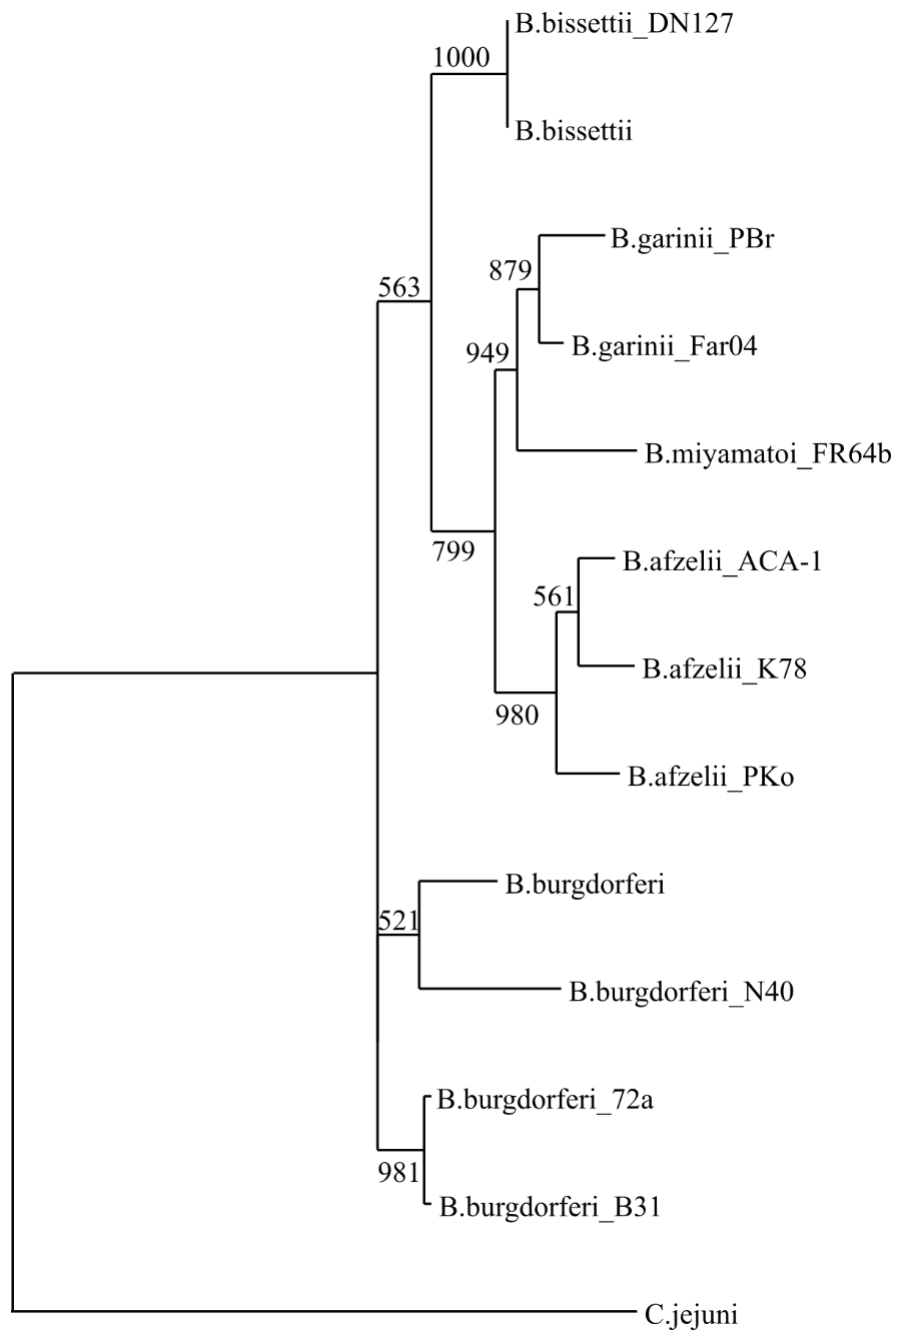 B.bissettii_DN127
1000
B.bissettii
B.garinii_PBr
879
563
B.garinii_Far04
949
B.miyamatoi_FR64b
799
B.afzelii_ACA-1
561
B.afzelii_K78
980
B.afzelii_PKo
B.burgdorferi
521
B.burgdorferi_N40
B.burgdorferi_72a
981
B.burgdorferi_B31
C.jejuni